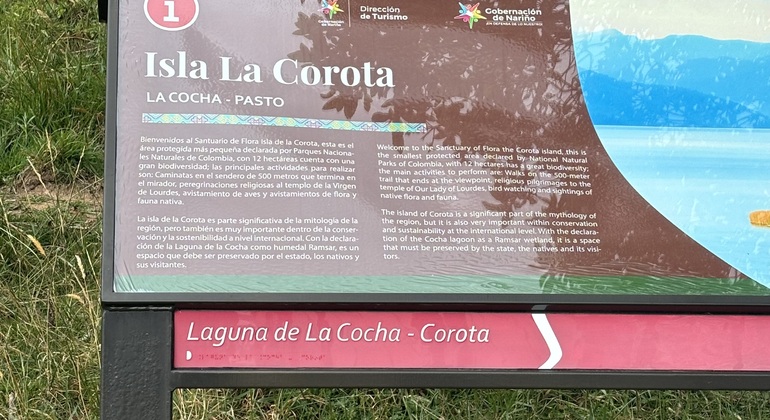 i
Gobernación
de Nariño
Dirección
de Turismo
Gobernación
de Nariño
EN DEFENSA DE LO NUESTRO
Isla La Corota
LA COCHA - PASTO
Bienvenidos al Santuario de Flora Isla de la Corota, esta es el
área protegida más pequeña declarada por Parques Naciona-
les Naturales de Colombia, con 12 hectáreas cuenta con una
gran biodiversidad; las principales actividades para realizar
son: Caminatas en el sendero de 500 metros que termina en
el mirador, peregrinaciones religiosas al templo de la Virgen
de Lourdes, avistamiento de aves y avistamientos de flora y
fauna nativa.
La isla de la Corota es parte significativa de la mitología de la
región, pero también es muy importante dentro de la conser-
vación y la sostenibilidad a nivel internacional. Con la declara-
ción de la Laguna de la Cocha como humedal Ramsar, es un
espacio que debe ser preservado por el estado, los nativos y
sus visitantes.
Welcome to the Sanctuary of Flora the Corota island, this is
the smallest protected area declared by National Natural
Parks of Colombia, with 12 hectares has a great biodiversity;
the main activities to perform are: Walks on the 500-meter
trail that ends at the viewpoint, religious pilgrimages to the
temple of Our Lady of Lourdes, bird watching and sightings of
native flora and fauna.
The island of Corota is a significant part of the mythology of
the region, but it is also very important within conservation
and sustainability at the international level. With the declara-
tion of the Cocha lagoon as a Ramsar wetland, it is a space
that must be preserved by the state, the natives and its visi-
tors.
Laguna de La Cocha - Corota